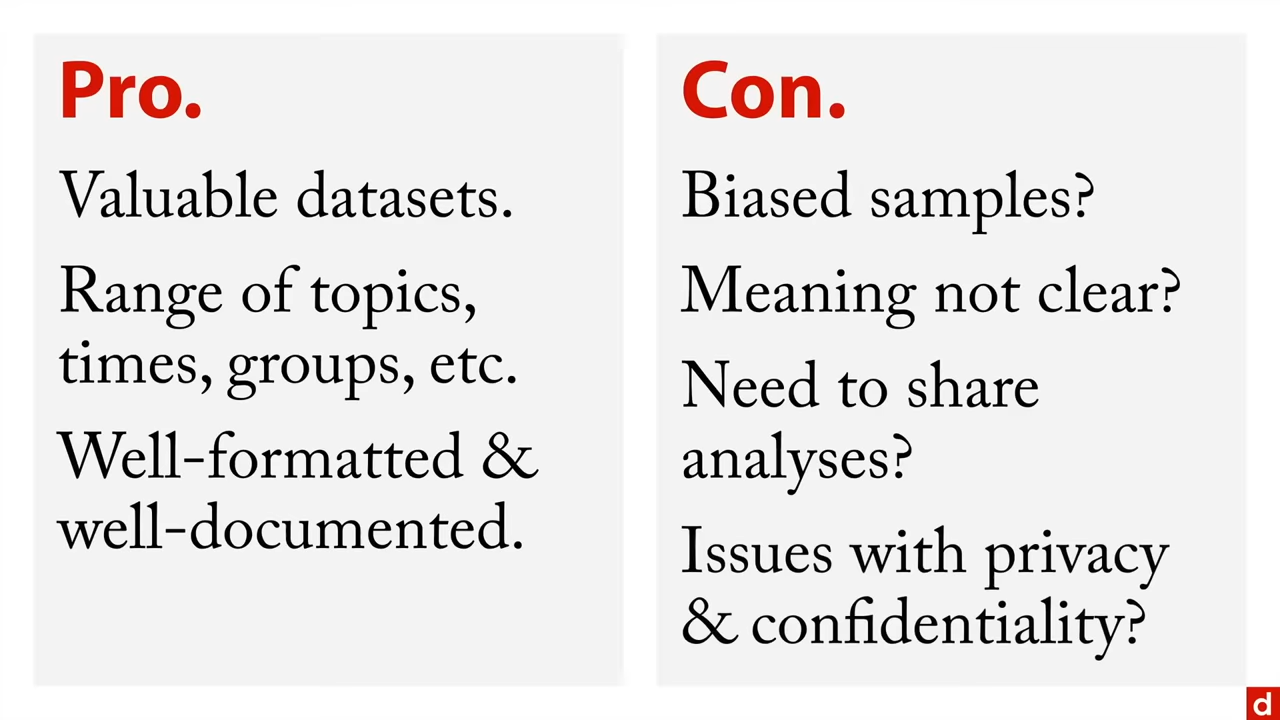 Pro.
Valuable datasets.
Range of topics,
times, groups, etc.
Well-formatted &
well-documented.
Con.
Biased samples?
Meaning not clear?
Need to share
analyses?
Issues with privacy
& confidentiality?
d